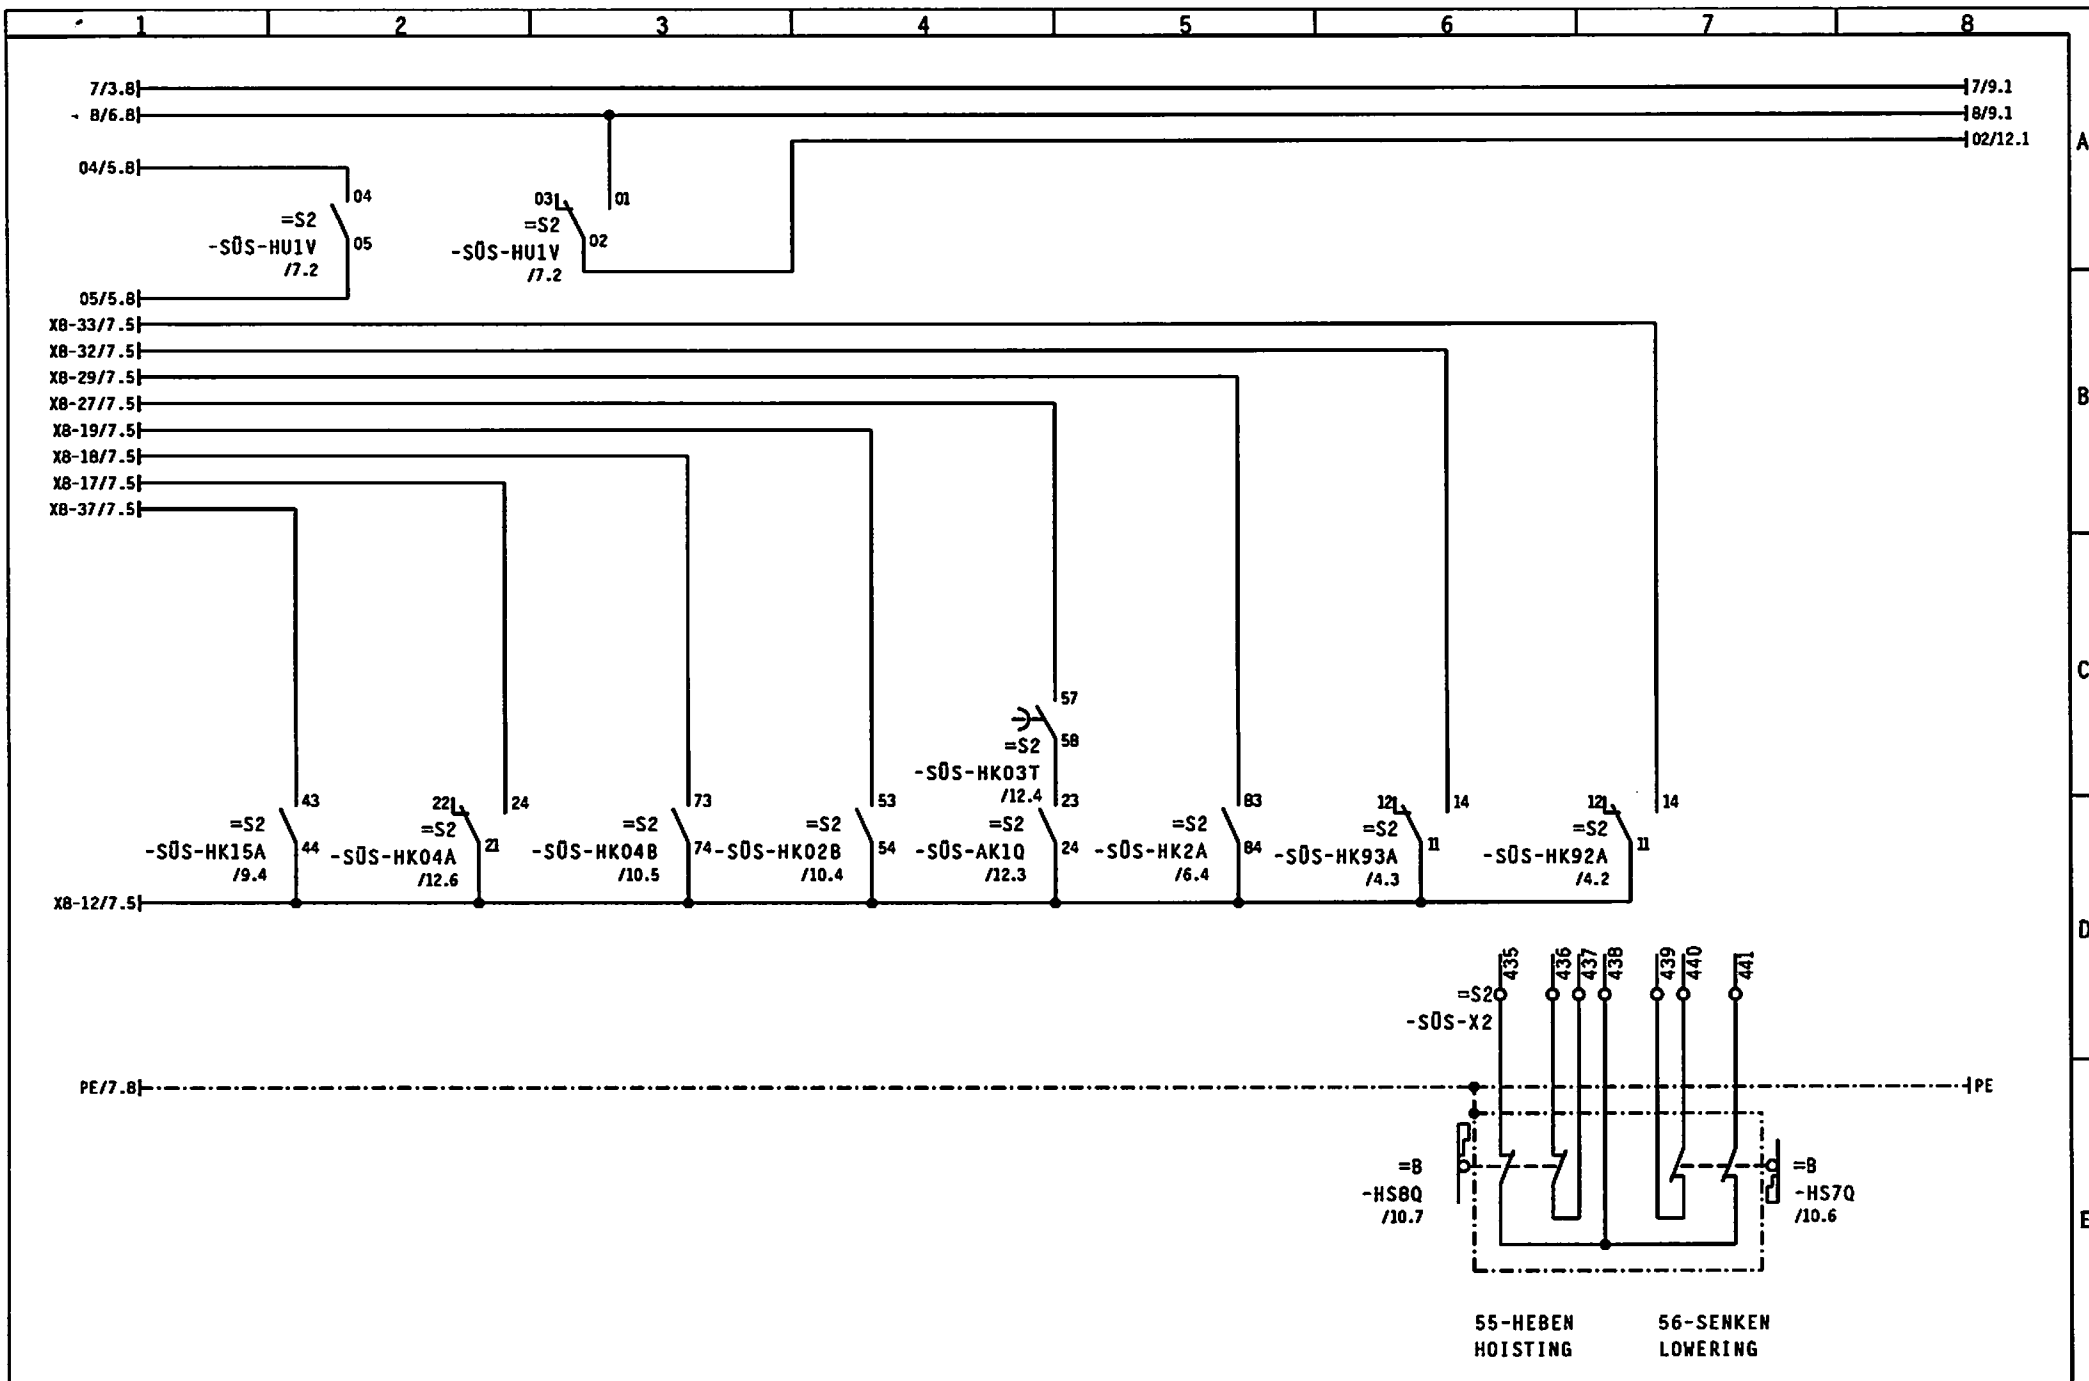 1 2 3 4 5 6 7 8
7/3.8 7/9.1
8/6.8 8/9.1
02/12.1
A
04/5.8
04
=S2
-SÜS-HU1V
/7.2
05
03 01
=S2
-SÜS-HU1V
/7.2
02
05/5.8
X8-33/7.5
X8-32/7.5
X8-29/7.5
X8-27/7.5
B
X8-19/7.5
X8-18/7.5
X8-17/7.5
X8-37/7.5
C
57
58
=S2
-SÜS-HK03T
/12.4
43
=S2
-SÜS-HK15A
44
/9.4
22 24
=S2
-SÜS-HK04A
21
/12.6
73
=S2
-SÜS-HK04B
74
/10.5
53
=S2
-SÜS-HK02B
54
/10.4
23
=S2
-SÜS-AK1Q
24
/12.3
83
=S2
-SÜS-HK2A
84
/6.4
12 14
=S2
-SÜS-HK93A
11
/4.3
12 14
=S2
-SÜS-HK92A
11
/4.2
X8-12/7.5
D
435 436 437 438 439 440 441
=S2
-SÜS-X2
PE/7.8 PE
=B
-HS8Q
/10.7
=B
-HS7Q
/10.6
E
55-HEBEN
HOISTING
56-SENKEN
LOWERING